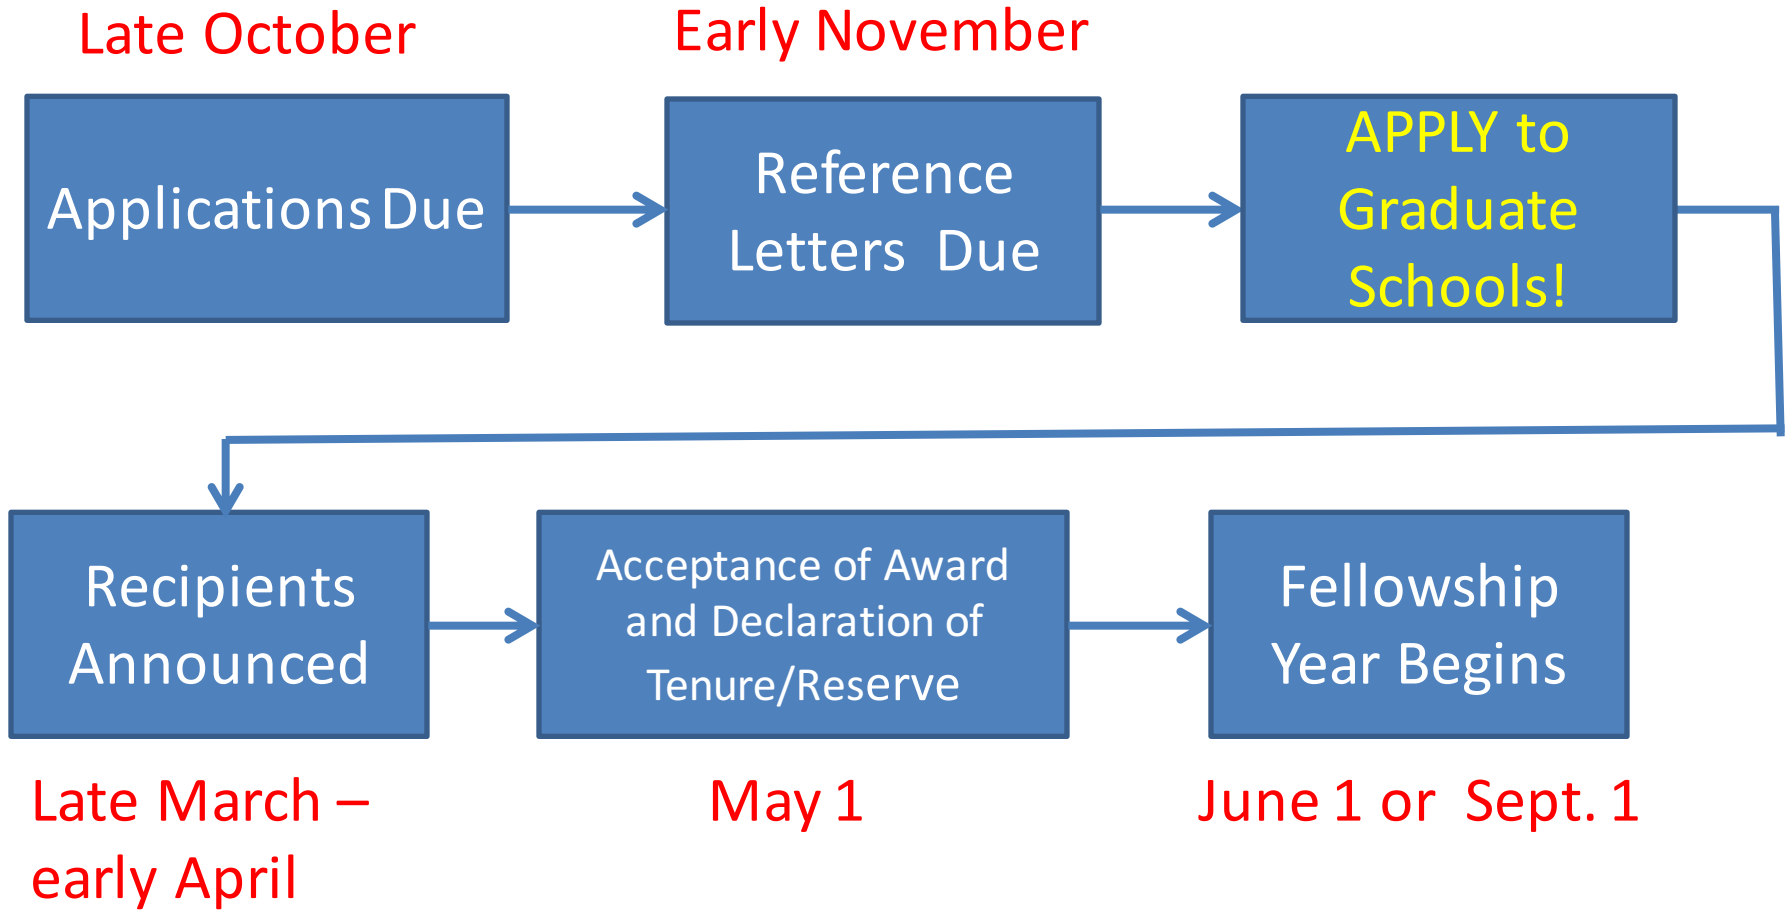 Late October
Early November
Applications Due
Reference
Letters Due
APPLY to
Graduate
Schools!
Recipients
Announced
Acceptance of Award
and Declaration of
Tenure/Reserve
Fellowship
Year Begins
Late March –
early April
May 1
June 1 or Sept. 1